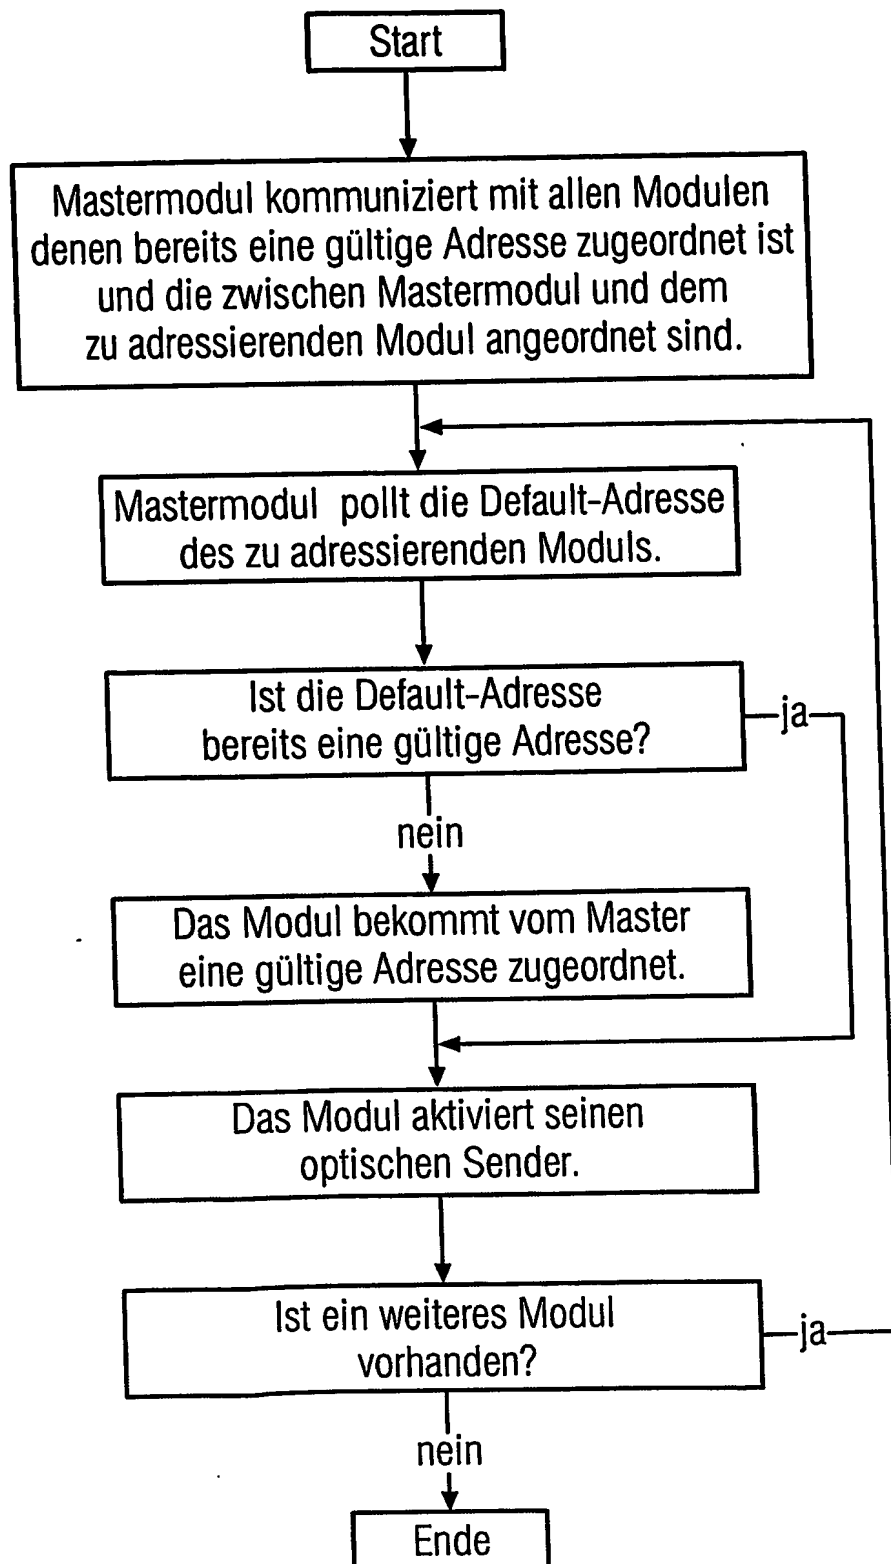 Start
Mastermodul kommuniziert mit allen Modulen
denen bereits eine gültige Adresse zugeordnet ist
und die zwischen Mastermodul und dem
zu adressierenden Modul angeordnet sind.
Mastermodul pollt die Default-Adresse
des zu adressierenden Moduls.
Ist die Default-Adresse
bereits eine gültige Adresse?
ja
nein
Das Modul bekommt vom Master
eine gültige Adresse zugeordnet.
Das Modul aktiviert seinen
optischen Sender.
Ist ein weiteres Modul
vorhanden?
ja
nein
Ende